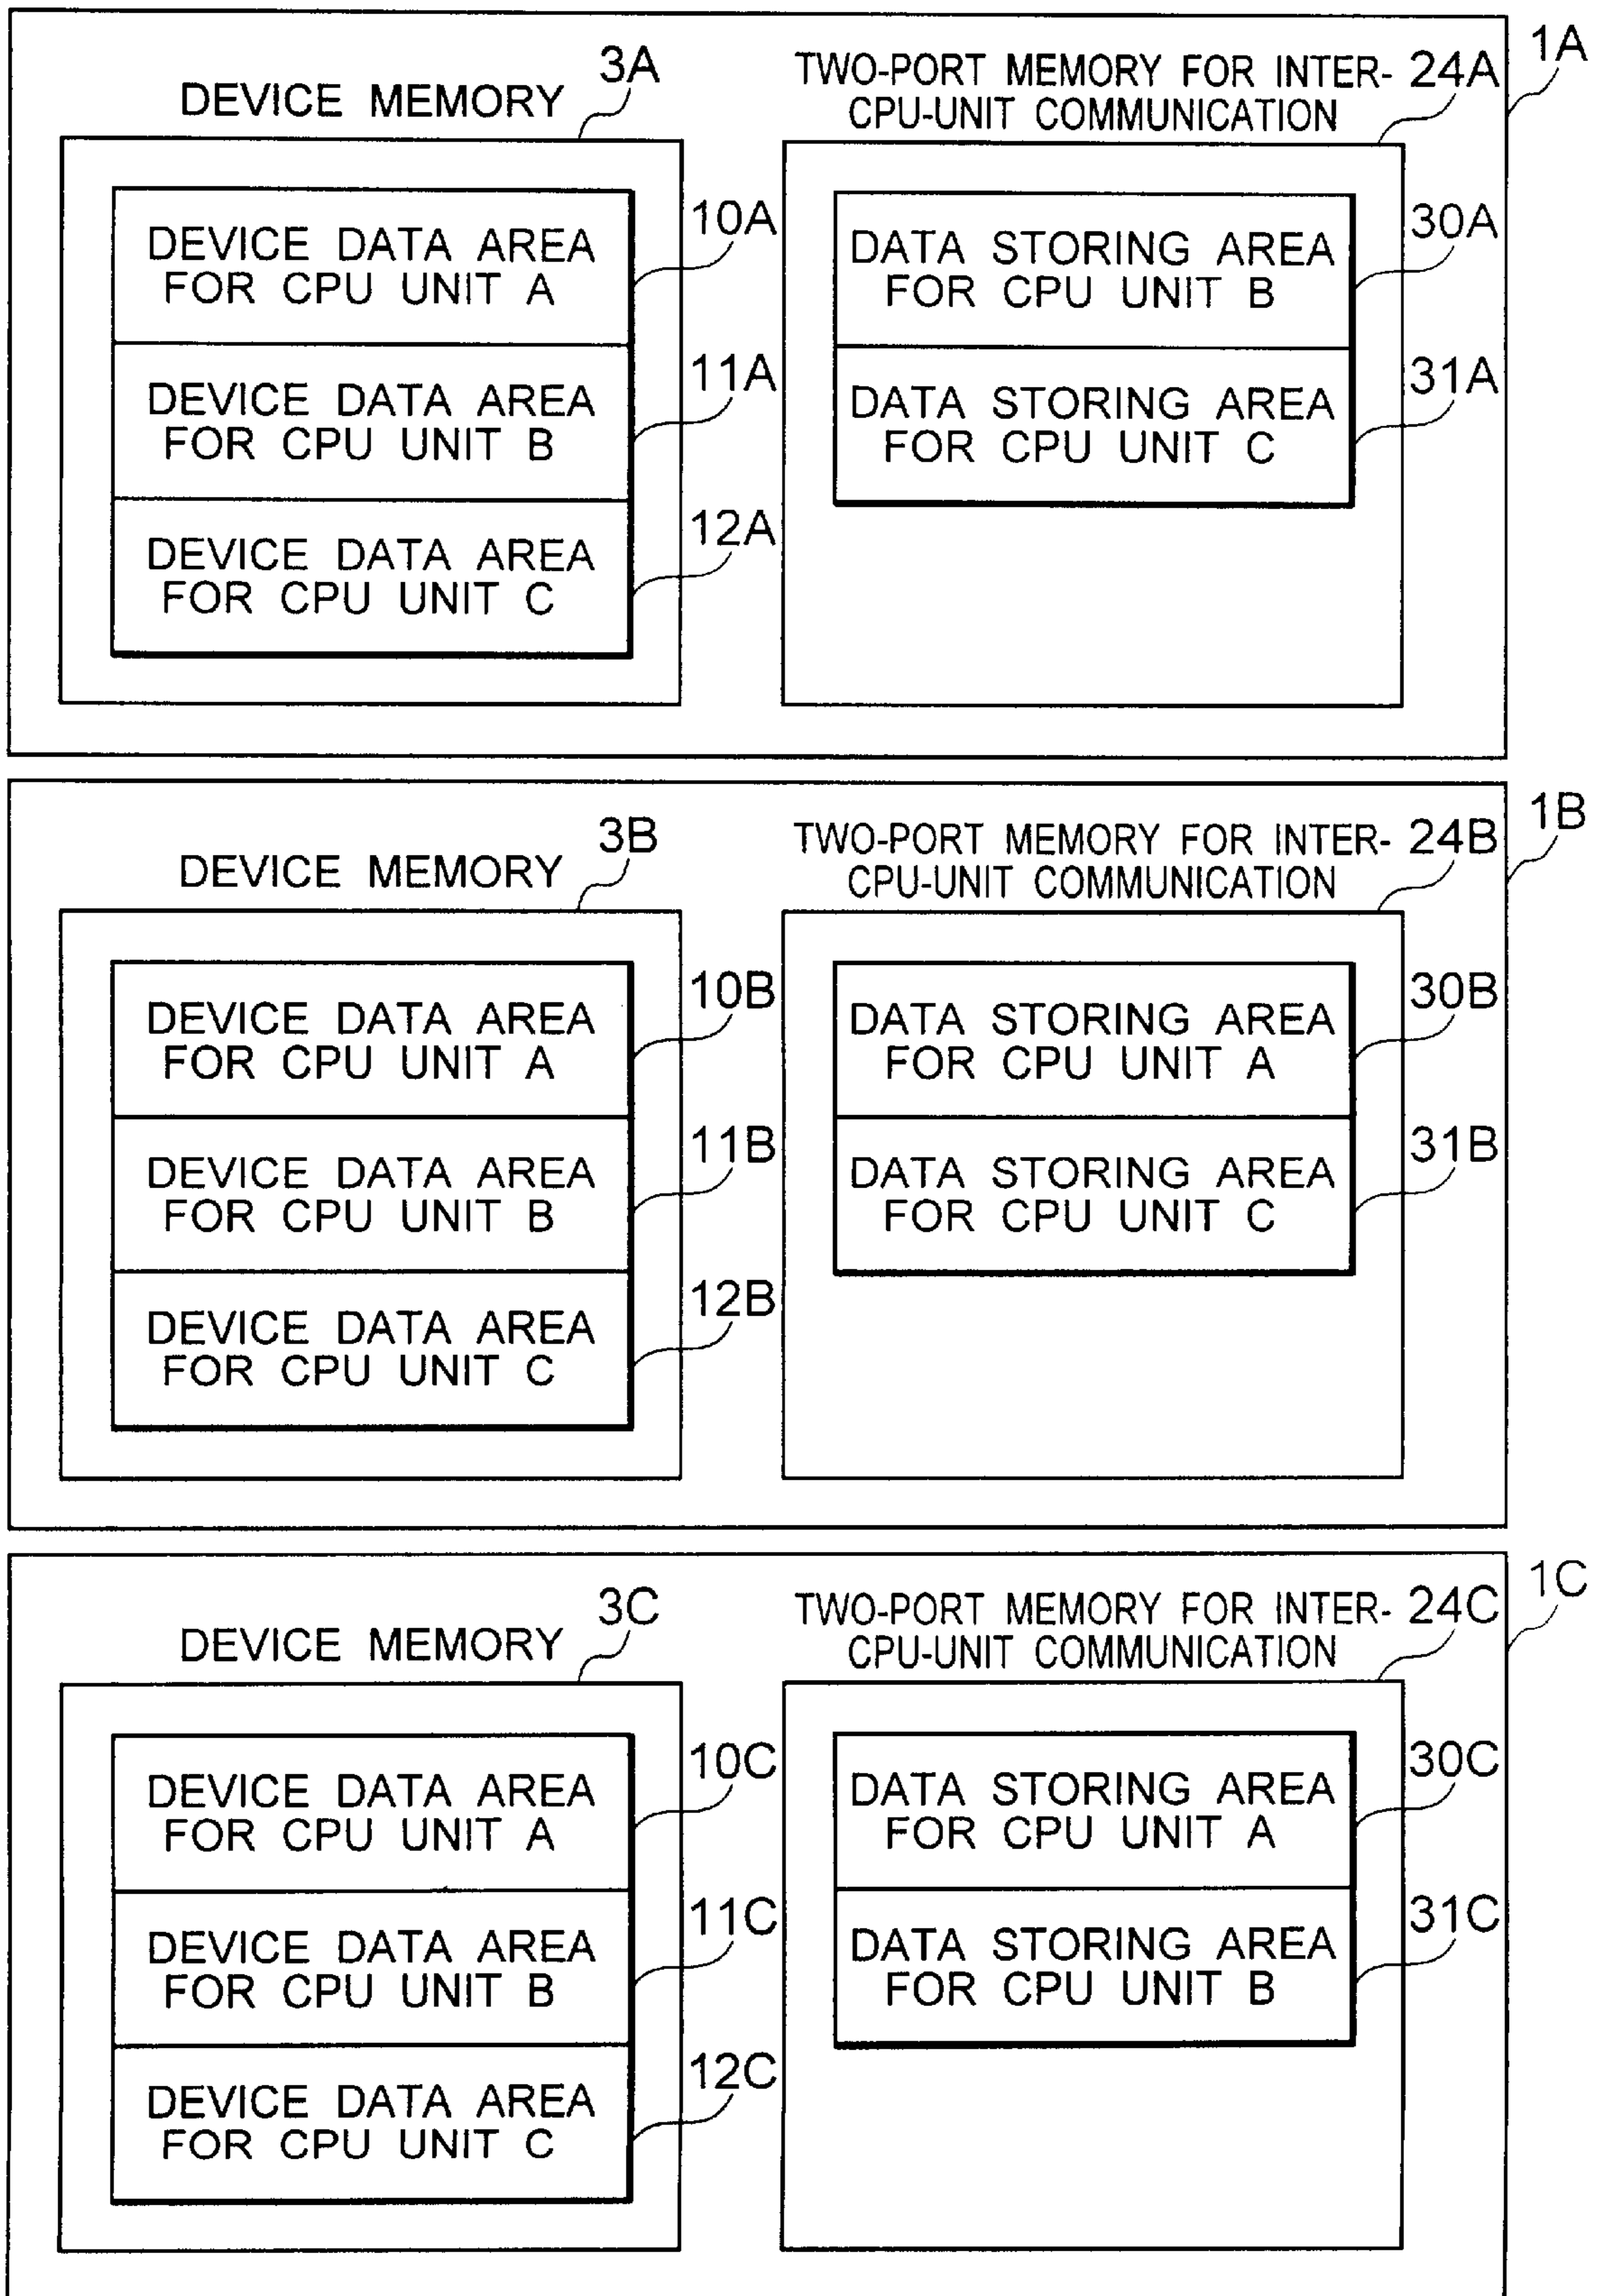 1A
DEVICE MEMORY
3A
DEVICE DATA AREA
FOR CPU UNIT A
10A
DEVICE DATA AREA
FOR CPU UNIT B
11A
DEVICE DATA AREA
FOR CPU UNIT C
12A
TWO-PORT MEMORY FOR INTER-
CPU-UNIT COMMUNICATION
24A
DATA STORING AREA
FOR CPU UNIT B
30A
DATA STORING AREA
FOR CPU UNIT C
31A
1B
DEVICE MEMORY
3B
DEVICE DATA AREA
FOR CPU UNIT A
10B
DEVICE DATA AREA
FOR CPU UNIT B
11B
DEVICE DATA AREA
FOR CPU UNIT C
12B
TWO-PORT MEMORY FOR INTER-
CPU-UNIT COMMUNICATION
24B
DATA STORING AREA
FOR CPU UNIT A
30B
DATA STORING AREA
FOR CPU UNIT C
31B
1C
DEVICE MEMORY
3C
DEVICE DATA AREA
FOR CPU UNIT A
10C
DEVICE DATA AREA
FOR CPU UNIT B
11C
DEVICE DATA AREA
FOR CPU UNIT C
12C
TWO-PORT MEMORY FOR INTER-
CPU-UNIT COMMUNICATION
24C
DATA STORING AREA
FOR CPU UNIT A
30C
DATA STORING AREA
FOR CPU UNIT B
31C